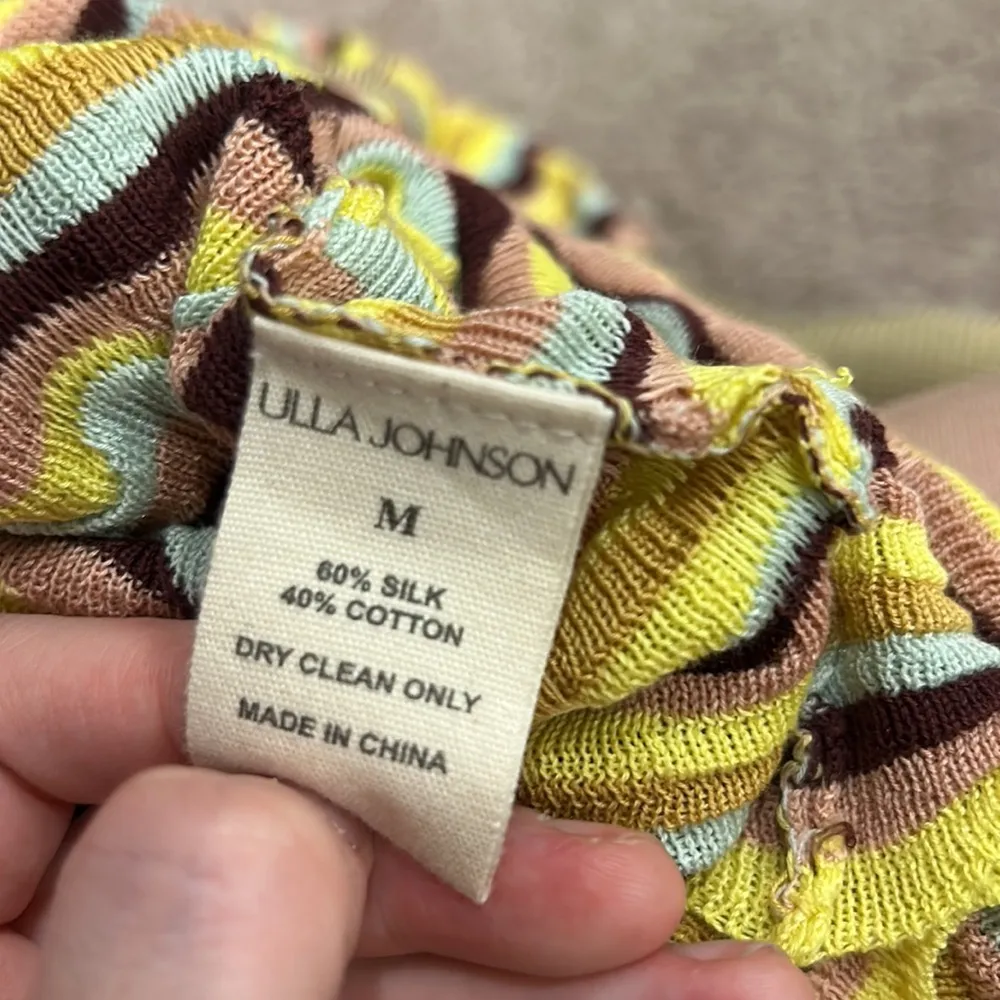 ULLA JOHNSON
M
60% SILK
40% COTTON
DRY CLEAN ONLY
MADE IN CHINA